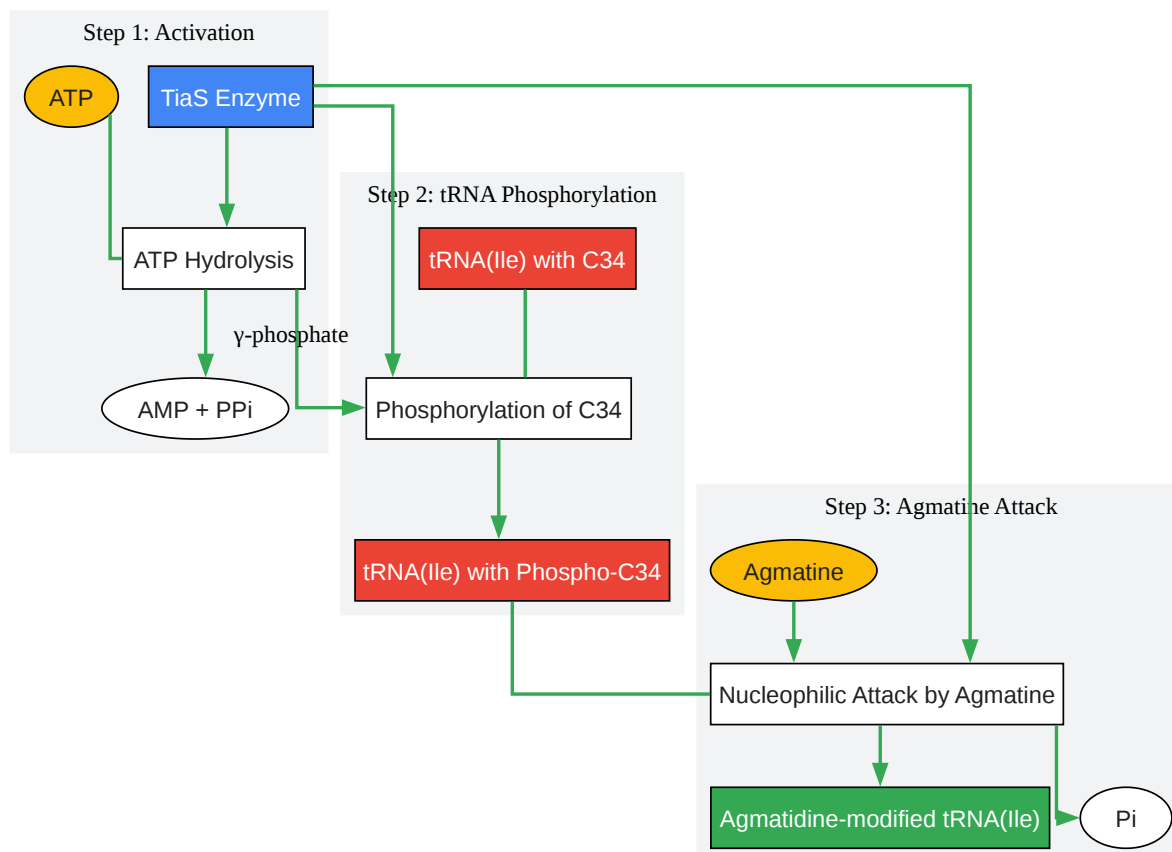 Step 1: Activation
ATP
TiaS Enzyme
ATP Hydrolysis
γ-phosphate
AMP + PPi
Step 2: tRNA Phosphorylation
tRNA(Ile) with C34
Phosphorylation of C34
tRNA(Ile) with Phospho-C34
Step 3: Agmatine Attack
Agmatine
Nucleophilic Attack by Agmatine
Agmatidine-modified tRNA(Ile)
Pi